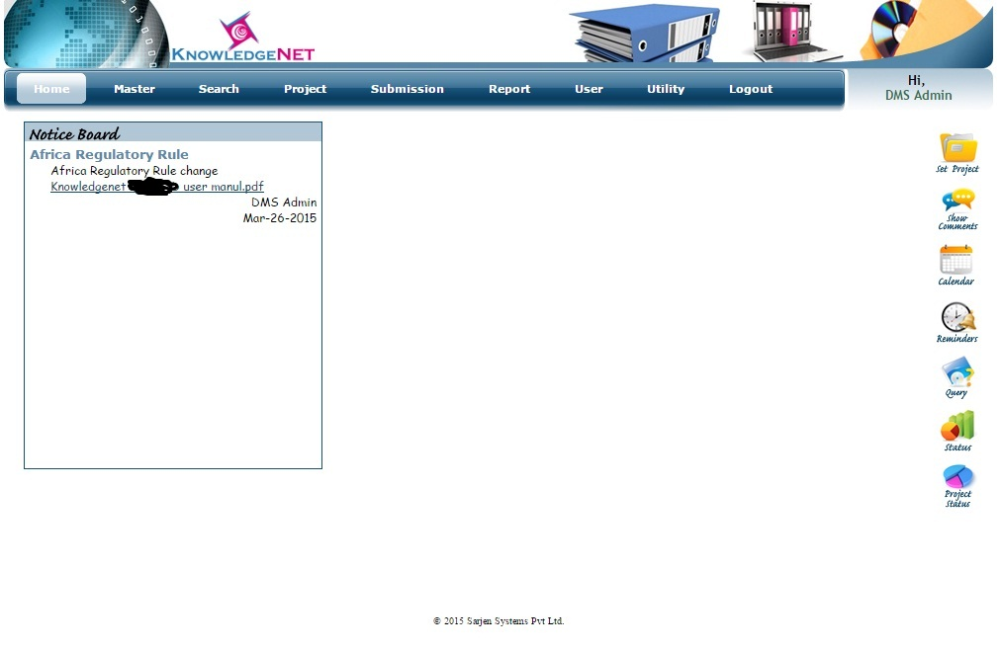 KNOWLEDGENET
Home Master Search Project Submission Report User Utility Logout
Hi,
DMS Admin
Notice Board
Africa Regulatory Rule
Africa Regulatory Rule change
Knowledgenet user manul.pdf
DMS Admin
Mar-26-2015
Set Project
Show
Comments
Calendar
Reminders
Query
Status
Project
Status
© 2015 Sarjen Systems Pvt Ltd.